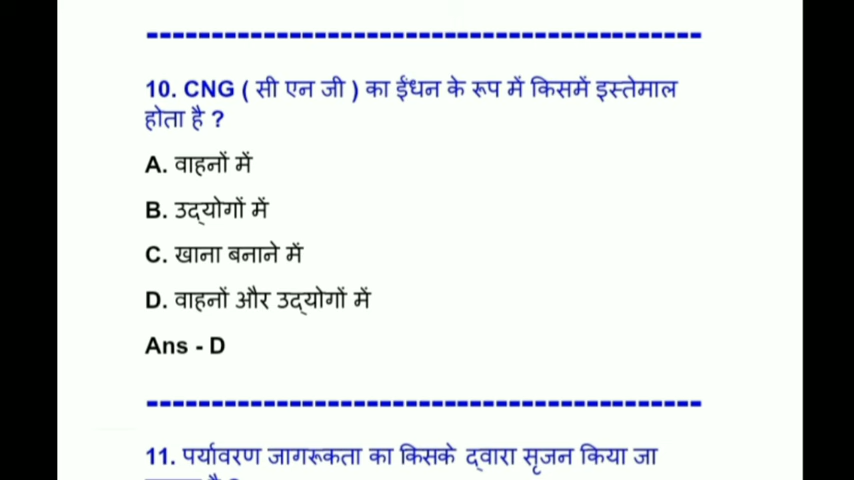 10. CNG ( सी एन जी ) का ईंधन के रूप में किसमें इस्तेमाल
होता है ?
A. वाहनों में
B. उद्योगों में
C. खाना बनाने में
D. वाहनों और उद्योगों में
Ans - D
11. पर्यावरण जागरूकता का किसके द्वारा सृजन किया जा